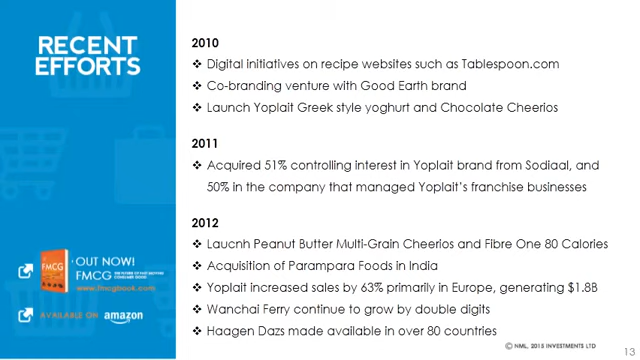 RECENT
EFFORTS
2010
❖ Digital initiatives on recipe websites such as Tablespoon.com
❖ Co-branding venture with Good Earth brand
❖ Launch Yoplait Greek style yoghurt and Chocolate Cheerios
2011
❖ Acquired 51% controlling interest in Yoplait brand from Sodiaal, and
50% in the company that managed Yoplait's franchise businesses
2012
❖ Laucnh Peanut Butter Multi-Grain Cheerios and Fibre One 80 Calories
❖ Acquisition of Parampara Foods in India
❖ Yoplait increased sales by 63% primarily in Europe, generating $1.8B
❖ Wanchai Ferry continue to grow by double digits
❖ Haagen Dazs made available in over 80 countries
FMCG
OUT NOW!
FMCG
www.fmcgbook.com
AVAILABLE ON amazon
© NML, 2015 INVESTMENTS LTD
13